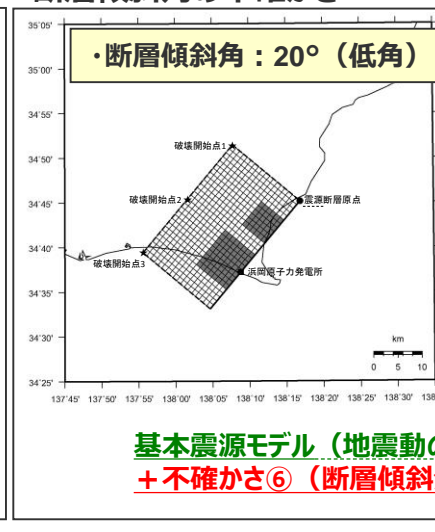 ・断層傾斜角：20°（低角）
35°05'
35°00'
34°55'
34°50'
34°45'
34°40'
34°35'
34°30'
34°25'
破壊開始点1
破壊開始点2
震源断層原点
破壊開始点3
浜岡原子力発電所
km
0 5 10
137°45' 137°50' 137°55' 138°00' 138°05' 138°10' 138°15' 138°20' 138°25' 138°30'
基本震源モデル（地震動の
＋不確かさ⑥（断層傾斜